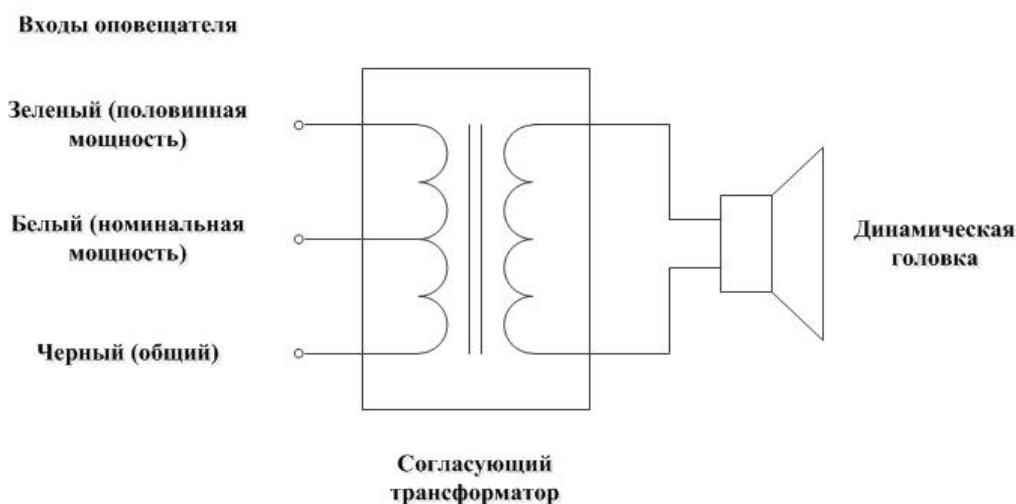 Входы оповещателя
Зеленый (половинная
мощность)
Белый (номинальная
мощность)
Черный (общий)
Динамическая
головка
Согласующий
трансформатор